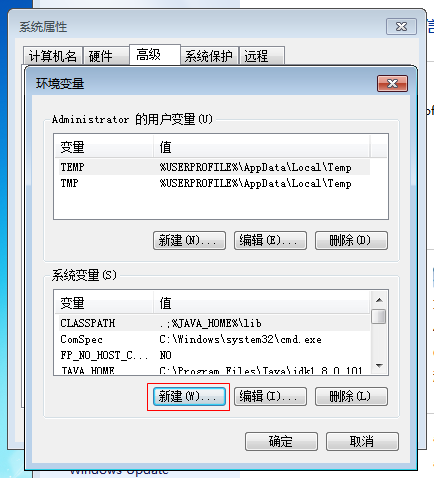 系统属性
计算机名 硬件 高级 系统保护 远程
环境变量
Administrator 的用户变量(U)
变量 值
TEMP %USERPROFILE%\AppData\Local\Temp
TMP %USERPROFILE%\AppData\Local\Temp
新建(N)... 编辑(E)... 删除(D)
系统变量(S)
变量 值
CLASSPATH .;%JAVA_HOME%\lib
ComSpec C:\Windows\system32\cmd.exe
FP_NO_HOST_C... NO
JAVA_HOME C:\Program Files\Java\jdk1.8.0_101
新建(W)... 编辑(I)... 删除(L)
确定 取消
Windows Update